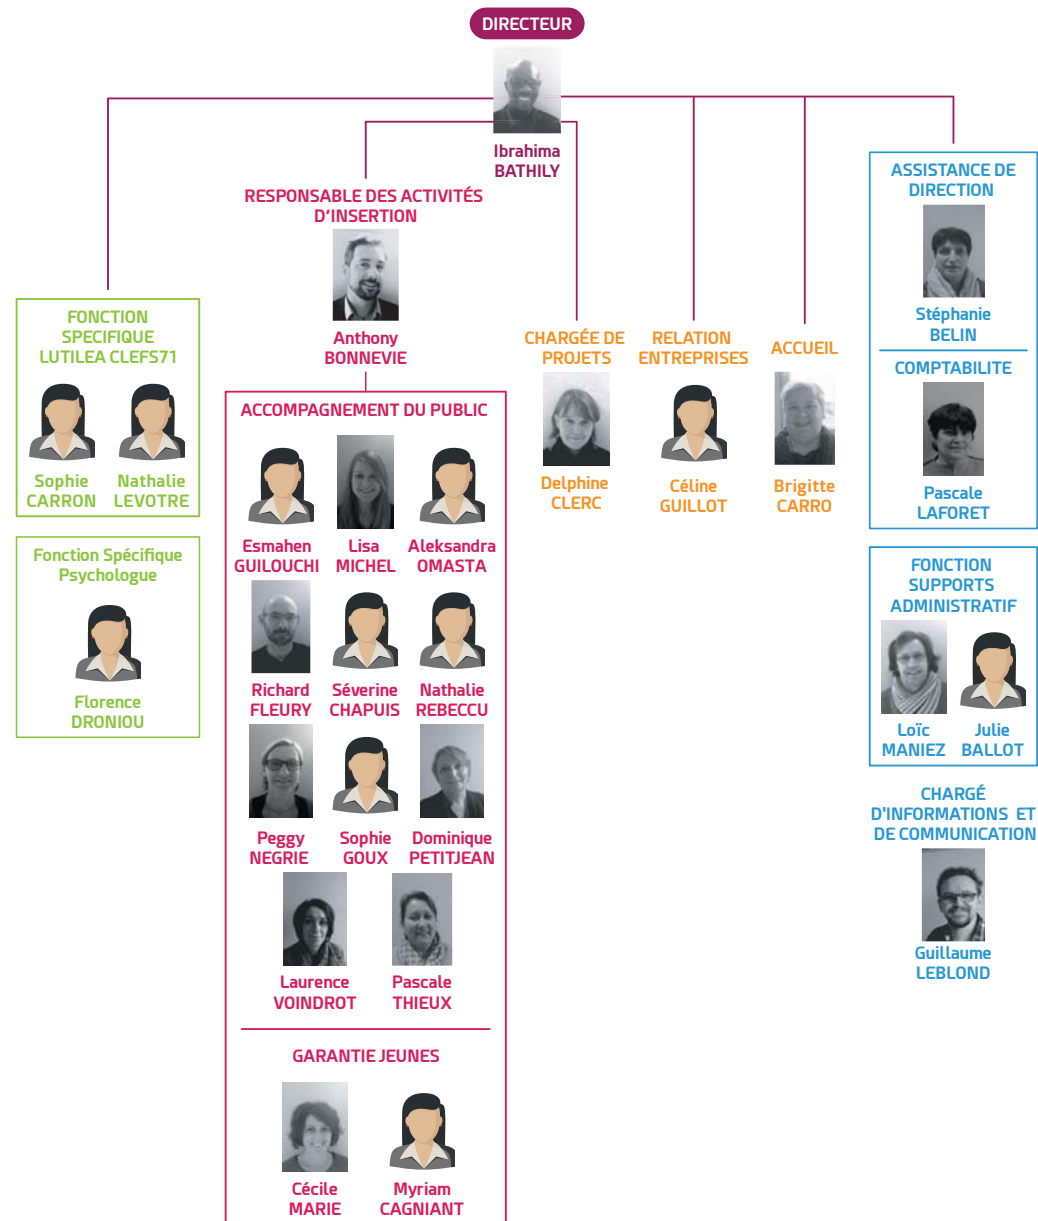 DIRECTEUR
Ibrahima
BATHILY
RESPONSABLE DES ACTIVITÉS
D'INSERTION
Anthony
BONNEVIE
FONCTION
SPECIFIQUE
LUTILEA CLEFS71
Sophie
CARRON
Nathalie
LEVOTRE
Fonction Spécifique
Psychologue
Florence
DRONIOU
ACCOMPAGNEMENT DU PUBLIC
Esmahen
GUILOUCHI
Lisa
MICHEL
Aleksandra
OMASTA
Richard
FLEURY
Séverine
CHAPUIS
Nathalie
REBECCU
Peggy
NEGRIE
Sophie
GOUX
Dominique
PETITJEAN
Laurence
VOINDROT
Pascale
THIEUX
GARANTIE JEUNES
Cécile
MARIE
Myriam
CAGNIANT
CHARGÉE DE
PROJETS
Delphine
CLERC
RELATION
ENTREPRISES
Céline
GUILLOT
ACCUEIL
Brigitte
CARRO
ASSISTANCE DE
DIRECTION
Stéphanie
BELIN
COMPTABILITE
Pascale
LAFORET
FONCTION
SUPPORTS
ADMINISTRATIF
Loïc
MANIEZ
Julie
BALLOT
CHARGÉ
D'INFORMATIONS ET
DE COMMUNICATION
Guillaume
LEBLOND